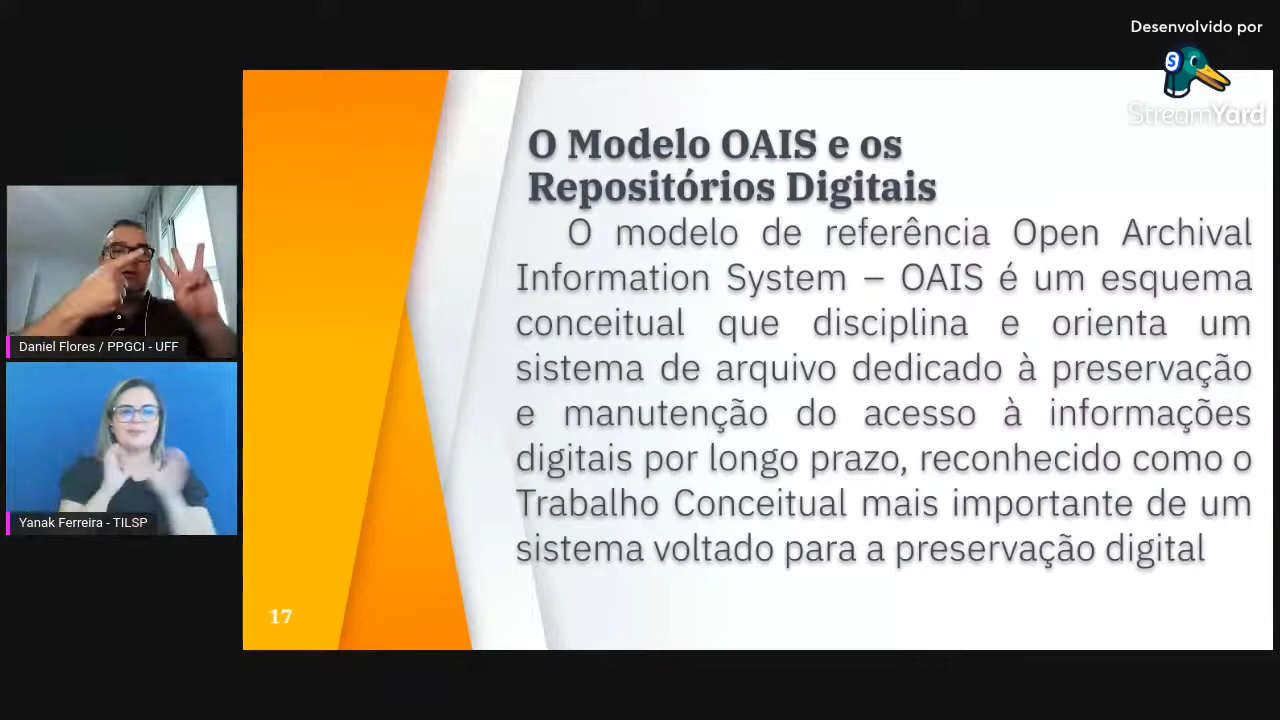 Desenvolvido por
StreamYard
O Modelo OAIS e os
Repositórios Digitais
O modelo de referência Open Archival
Information System – OAIS é um esquema
conceitual que disciplina e orienta um
sistema de arquivo dedicado à preservação
e manutenção do acesso à informações
digitais por longo prazo, reconhecido como o
Trabalho Conceitual mais importante de um
sistema voltado para a preservação digital
17
Daniel Flores / PPGCI - UFF
Yanak Ferreira - TILSP